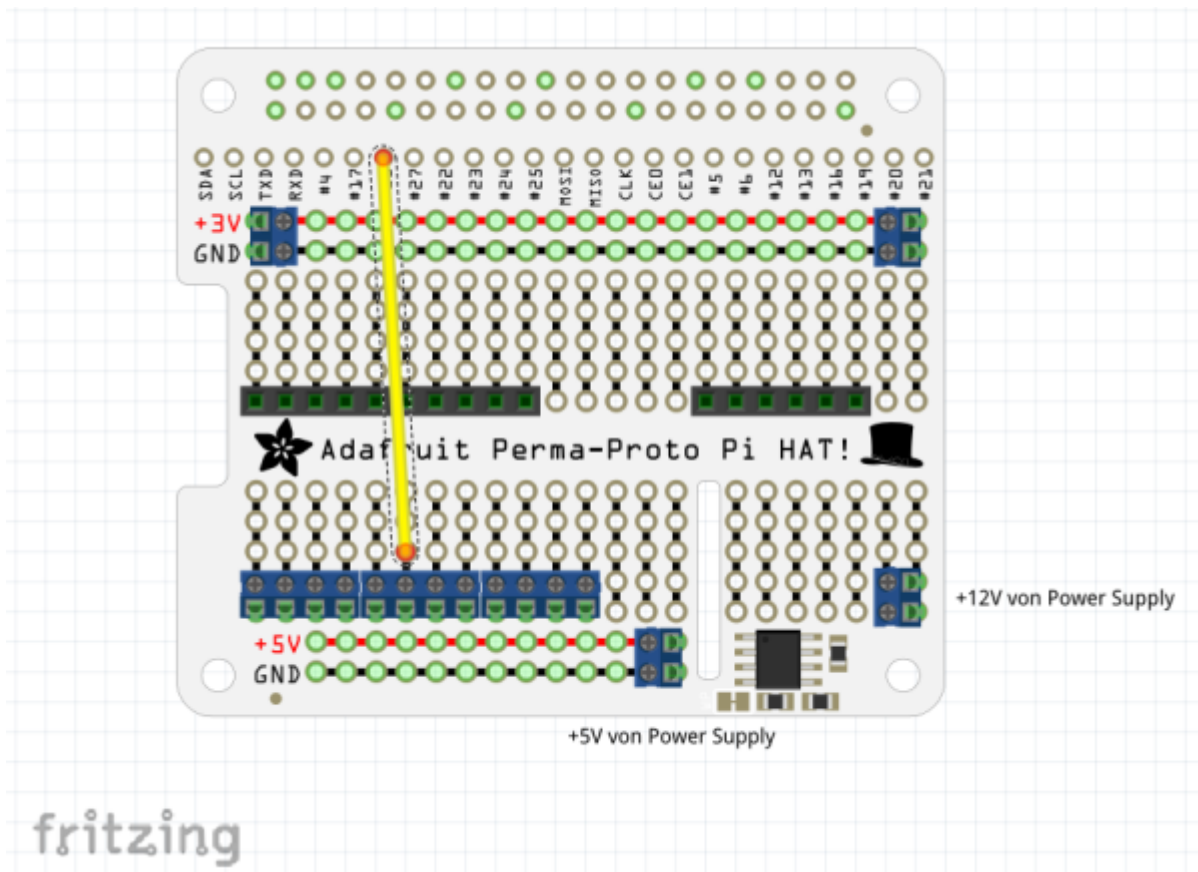 SDA SCL TXD RXD #4 #17 #27 #22 #23 #24 #25 MOSI MISO CLK CE0 CE1 #5 #6 #12 #13 #16 #19 #20 #21
+3V
GND
Adafruit Perma-Proto Pi HAT!
+12V von Power Supply
+5V
GND
+5V von Power Supply
fritzing